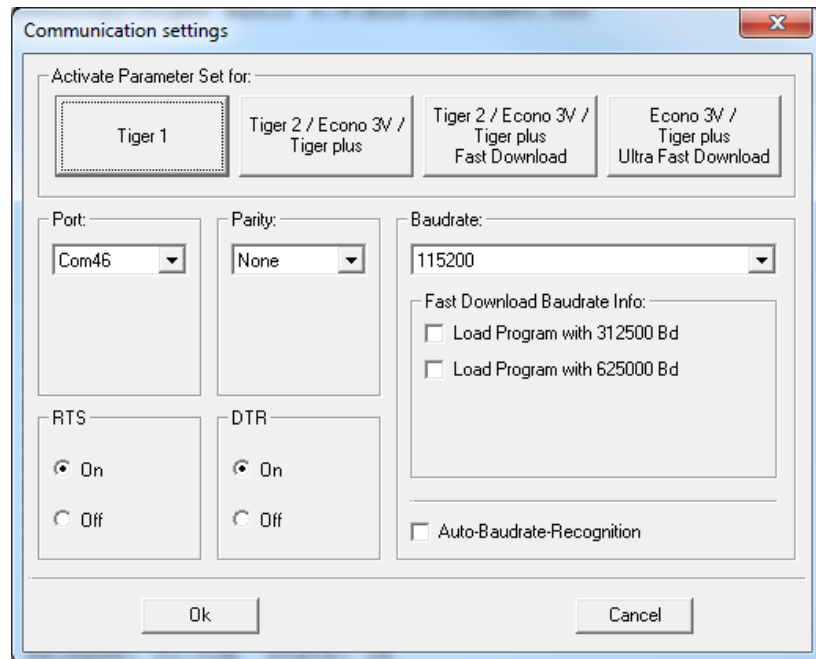 Communication settings
Activate Parameter Set for:
Tiger 1
Tiger 2 / Econo 3V /
Tiger plus
Tiger 2 / Econo 3V /
Tiger plus
Fast Download
Econo 3V /
Tiger plus
Ultra Fast Download
Port:
Com46
Parity:
None
Baudrate:
115200
Fast Download Baudrate Info:
Load Program with 312500 Bd
Load Program with 625000 Bd
RTS
On
Off
DTR
On
Off
Auto-Baudrate-Recognition
Ok
Cancel